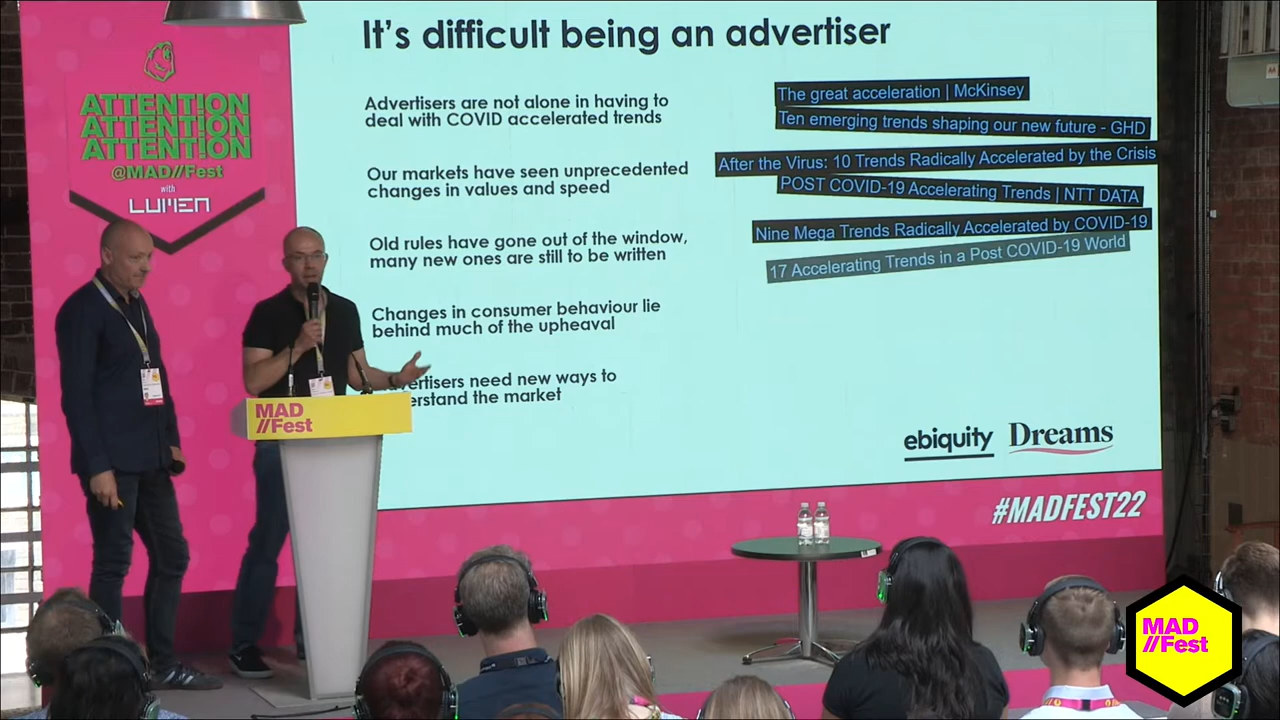 It's difficult being an advertiser
ATTENT!ON
ATTENT!ON
ATTENT!ON
@MAD//Fest
with
LUMEN
Advertisers are not alone in having to
deal with COVID accelerated trends
Our markets have seen unprecedented
changes in values and speed
Old rules have gone out of the window,
many new ones are still to be written
Changes in consumer behaviour lie
behind much of the upheaval
need new ways to
the market
The great acceleration | McKinsey
Ten emerging trends shaping our new future - GHD
After the Virus: 10 Trends Radically Accelerated by the Crisis
POST COVID-19 Accelerating Trends | NTT DATA
Nine Mega Trends Radically Accelerated by COVID-19
17 Accelerating Trends in a Post COVID-19 World
ebiquity Dreams
MAD
//Fest
#MADFEST22
MAD
//Fest